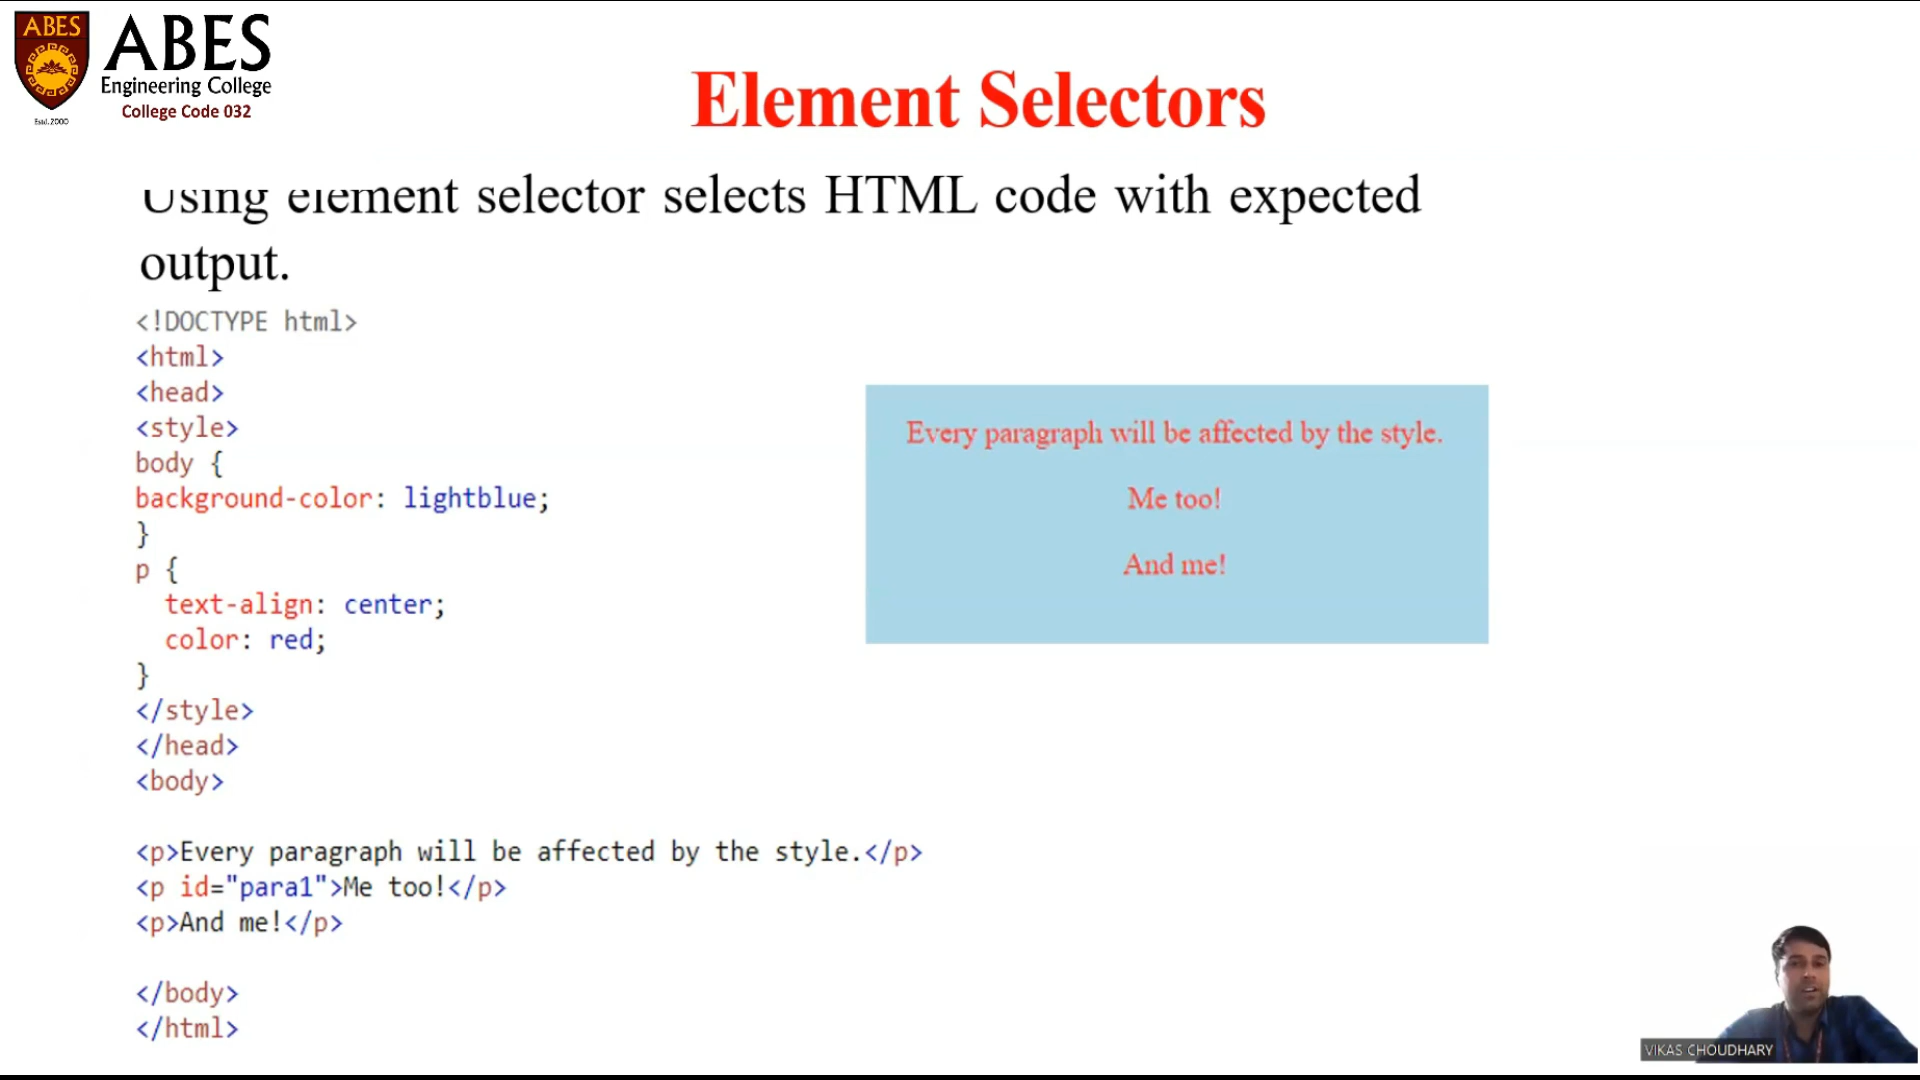 ABES
ABES
Engineering College
College Code 032
Estd.2000
Element Selectors
Using element selector selects HTML code with expected
output.
<!DOCTYPE html>
<html>
<head>
<style>
body {
background-color: lightblue;
}
p {
  text-align: center;
  color: red;
}
</style>
</head>
<body>
<p>Every paragraph will be affected by the style.</p>
<p id="para1">Me too!</p>
<p>And me!</p>
</body>
</html>
Every paragraph will be affected by the style.
Me too!
And me!
VIKAS CHOUDHARY